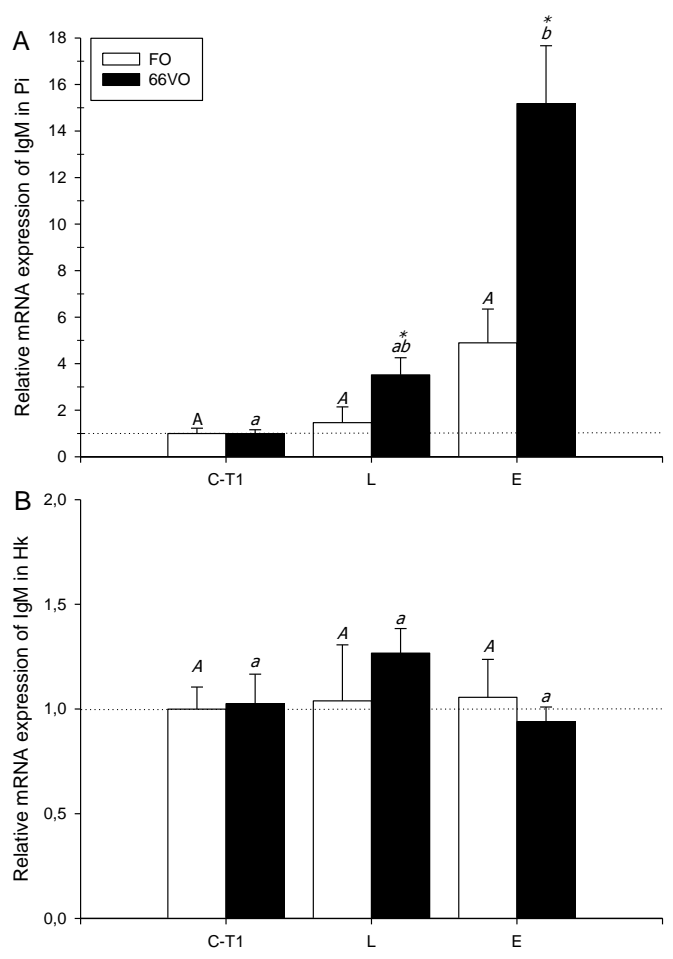 A
Relative mRNA expression of IgM in Pi
FO
66VO
18
16
14
12
10
8
6
4
2
0
A
a
A
*
ab
A
*
b
C-T1
L
E
B
Relative mRNA expression of IgM in Hk
2,0
1,5
1,0
0,5
0,0
A
a
A
a
A
a
C-T1
L
E